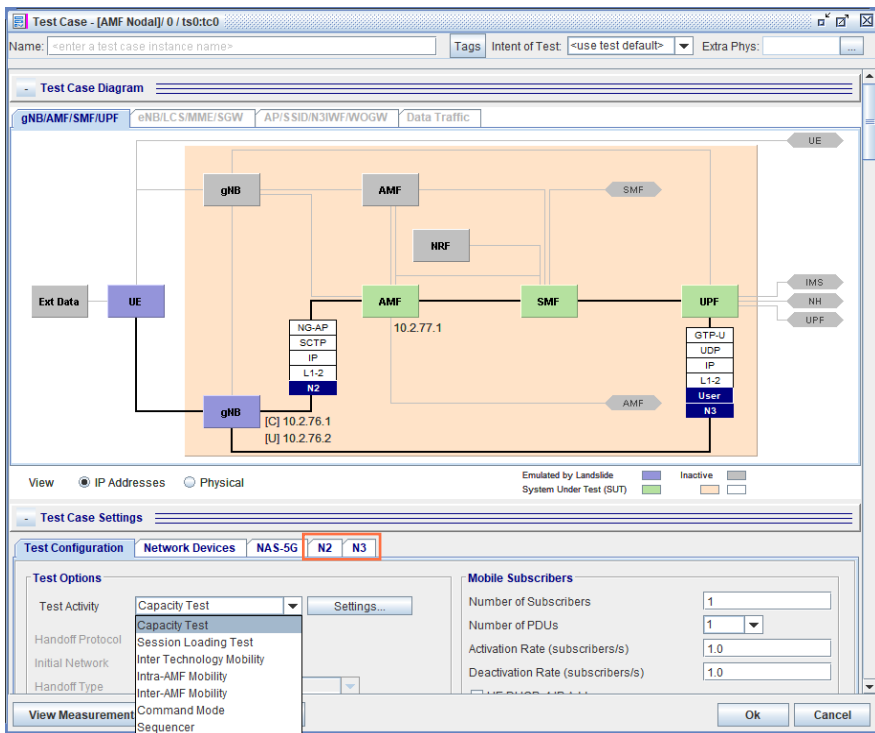 Test Case - [AMF Nodal]/ 0 / ts0:tc0
Name: <enter a test case instance name> Tags Intent of Test: <use test default> Extra Phys: ...
- Test Case Diagram
gNB/AMF/SMF/UPF eNB/LCS/MME/SGW AP/SSID/N3IWF/WOGW Data Traffic
UE
gNB AMF SMF
NRF
Ext Data UE AMF SMF UPF
IMS
NH
UPF
10.2.77.1
NG-AP
SCTP
IP
L1-2
N2
GTP-U
UDP
IP
L1-2
User
N3
gNB AMF
[C] 10.2.76.1
[U] 10.2.76.2
View IP Addresses Physical
Emulated by Landslide Inactive
System Under Test (SUT)
- Test Case Settings
Test Configuration Network Devices NAS-5G N2 N3
Test Options
Test Activity Capacity Test Settings...
Capacity Test
Session Loading Test
Inter Technology Mobility
Intra-AMF Mobility
Inter-AMF Mobility
Command Mode
Sequencer
Handoff Protocol
Initial Network
Handoff Type
Mobile Subscribers
Number of Subscribers 1
Number of PDUs 1
Activation Rate (subscribers/s) 1.0
Deactivation Rate (subscribers/s) 1.0
View Measurement
Ok Cancel